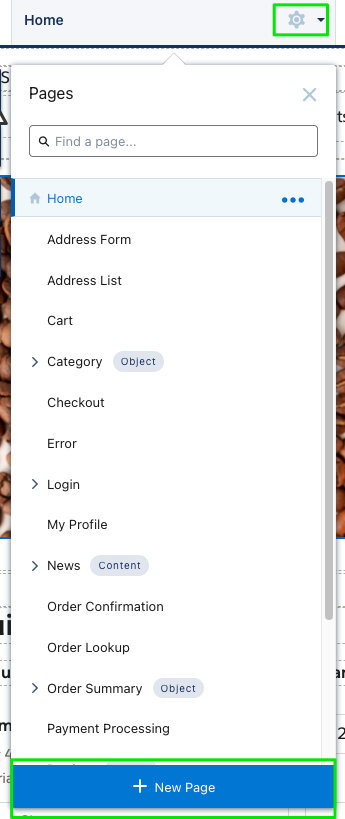 Home
Pages
Find a page...
Home
Address Form
Address List
Cart
Category Object
Checkout
Error
Login
My Profile
News Content
Order Confirmation
Order Lookup
Order Summary Object
Payment Processing
New Page